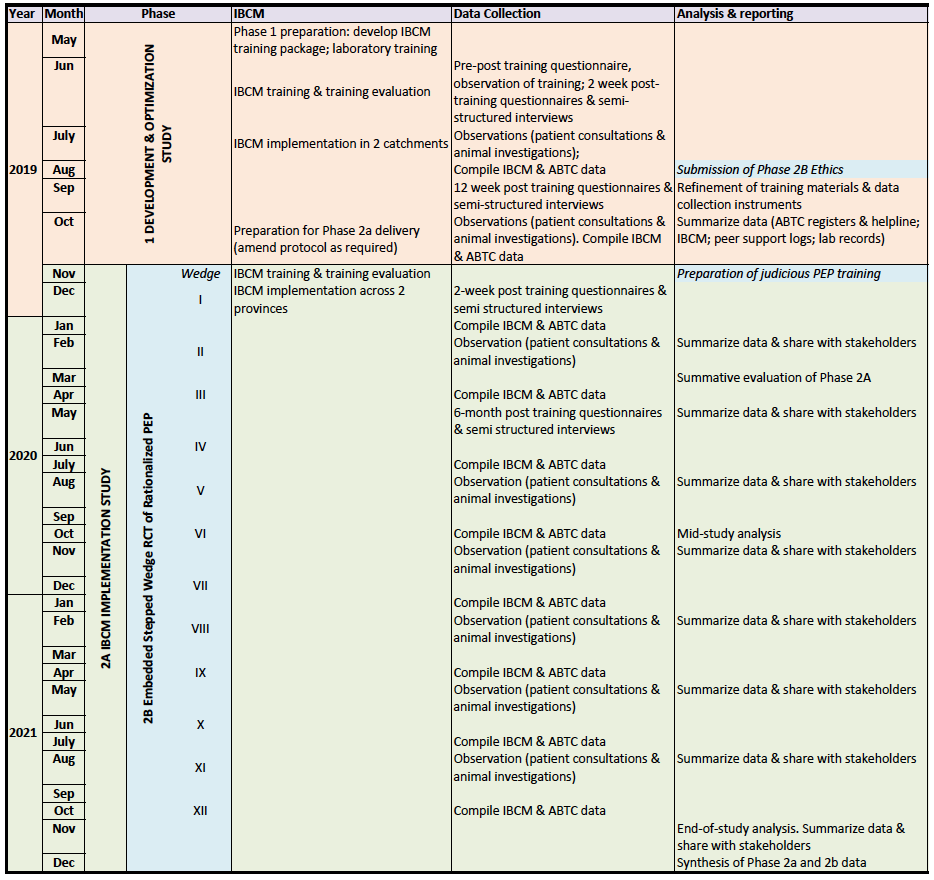 Year Month Phase IBCM Data Collection Analysis & reporting
2019
1 DEVELOPMENT & OPTIMIZATION
STUDY
May
Phase 1 preparation: develop IBCM
training package; laboratory training
Jun
IBCM training & training evaluation
Pre-post training questionnaire,
observation of training; 2 week post-
training questionnaires & semi-
structured interviews
July
IBCM implementation in 2 catchments
Observations (patient consultations &
animal investigations);
Aug
Compile IBCM & ABTC data
Submission of Phase 2B Ethics
Sep
12 week post training questionnaires &
semi-structured interviews
Refinement of training materials & data
collection instruments
Oct
Preparation for Phase 2a delivery
(amend protocol as required)
Observations (patient consultations &
animal investigations). Compile IBCM
& ABTC data
Summarize data (ABTC registers & helpline;
IBCM; peer support logs; lab records)
2A IBCM IMPLEMENTATION STUDY
2B Embedded Stepped Wedge RCT of Rationalized PEP
Nov
Wedge
IBCM training & training evaluation
Preparation of judicious PEP training
Dec
I
IBCM implementation across 2
provinces
2-week post training questionnaires &
semi structured interviews
2020
Jan
Compile IBCM & ABTC data
Feb
II
Observation (patient consultations &
animal investigations)
Summarize data & share with stakeholders
Mar
Summative evaluation of Phase 2A
Apr
III
Compile IBCM & ABTC data
May
6-month post training questionnaires
& semi structured interviews
Summarize data & share with stakeholders
Jun
IV
July
Compile IBCM & ABTC data
Aug
V
Observation (patient consultations &
animal investigations)
Summarize data & share with stakeholders
Sep
Oct
VI
Compile IBCM & ABTC data
Mid-study analysis
Nov
Observation (patient consultations &
animal investigations)
Summarize data & share with stakeholders
Dec
VII
2021
Jan
Compile IBCM & ABTC data
Feb
VIII
Observation (patient consultations &
animal investigations)
Summarize data & share with stakeholders
Mar
Apr
IX
Compile IBCM & ABTC data
May
Observation (patient consultations &
animal investigations)
Summarize data & share with stakeholders
Jun
X
July
Compile IBCM & ABTC data
Aug
XI
Observation (patient consultations &
animal investigations)
Summarize data & share with stakeholders
Sep
Oct
XII
Compile IBCM & ABTC data
Nov
End-of-study analysis. Summarize data &
share with stakeholders
Dec
Synthesis of Phase 2a and 2b data